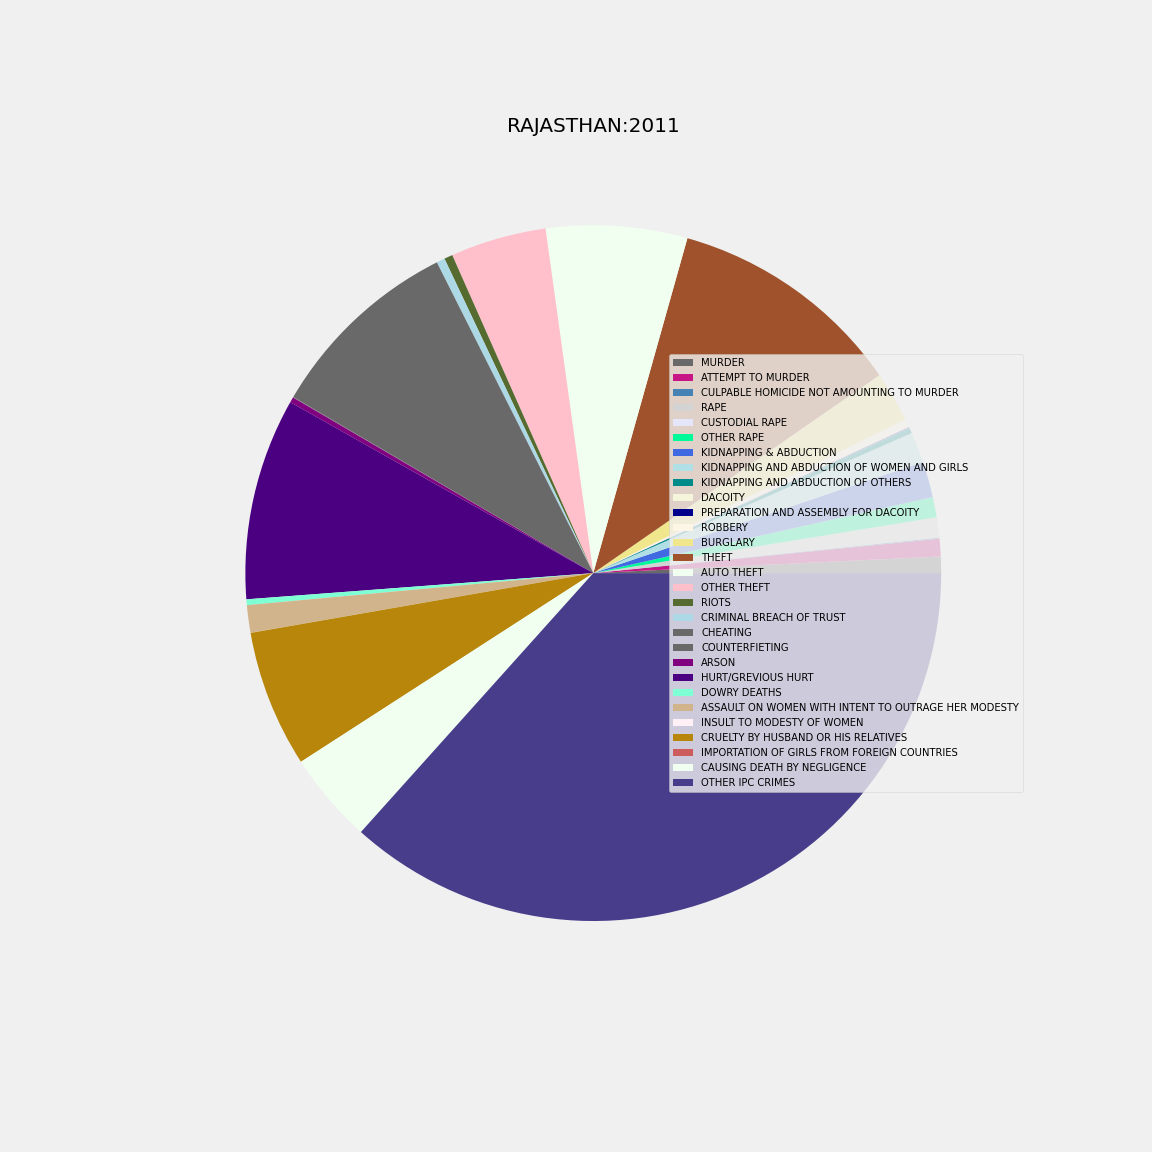 RAJASTHAN:2011
MURDER
ATTEMPT TO MURDER
CULPABLE HOMICIDE NOT AMOUNTING TO MURDER
RAPE
CUSTODIAL RAPE
OTHER RAPE
KIDNAPPING & ABDUCTION
KIDNAPPING AND ABDUCTION OF WOMEN AND GIRLS
KIDNAPPING AND ABDUCTION OF OTHERS
DACOITY
PREPARATION AND ASSEMBLY FOR DACOITY
ROBBERY
BURGLARY
THEFT
AUTO THEFT
OTHER THEFT
RIOTS
CRIMINAL BREACH OF TRUST
CHEATING
COUNTERFIETING
ARSON
HURT/GREVIOUS HURT
DOWRY DEATHS
ASSAULT ON WOMEN WITH INTENT TO OUTRAGE HER MODESTY
INSULT TO MODESTY OF WOMEN
CRUELTY BY HUSBAND OR HIS RELATIVES
IMPORTATION OF GIRLS FROM FOREIGN COUNTRIES
CAUSING DEATH BY NEGLIGENCE
OTHER IPC CRIMES